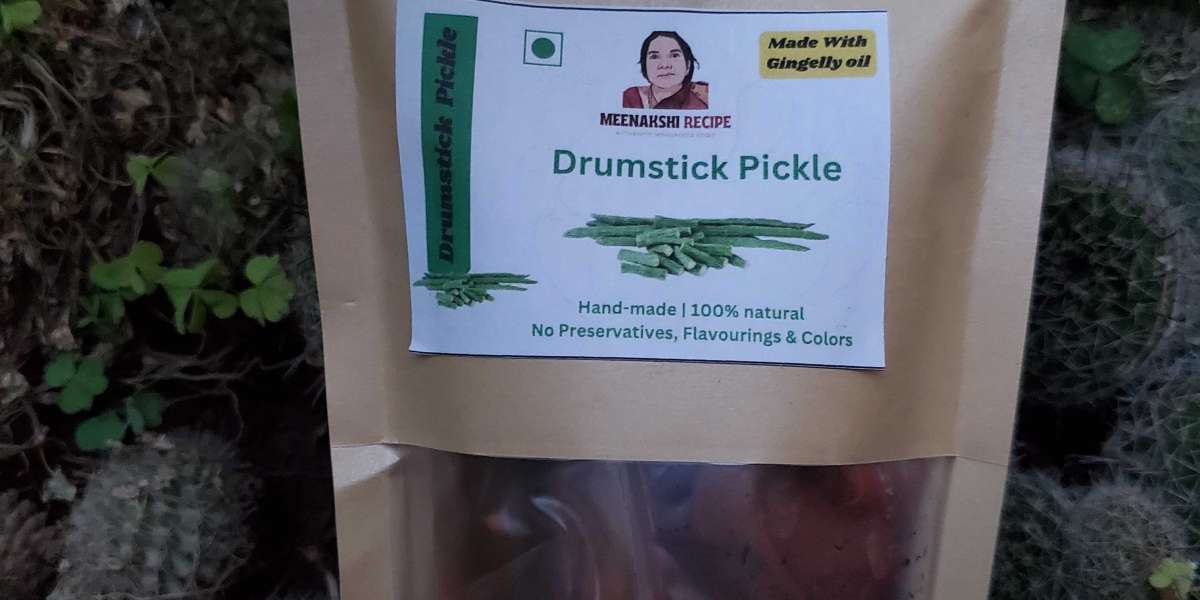 Drumstick Pickle
Made With
Gingelly oil
MEENAKSHI RECIPE
Drumstick Pickle
Hand-made | 100% natural
No Preservatives, Flavourings & Colors